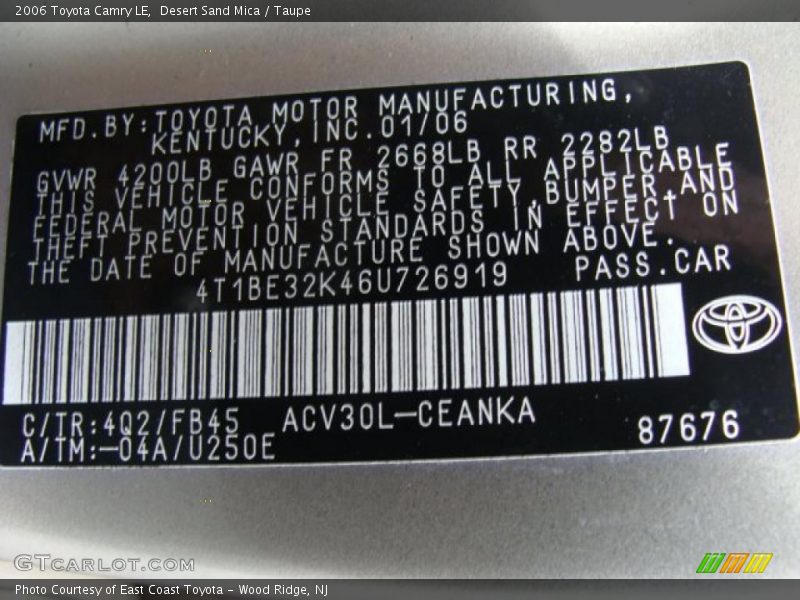 2006 Toyota Camry LE,  Desert Sand Mica / Taupe
MFD.BY:TOYOTA MOTOR MANUFACTURING,
KENTUCKY,INC.01/06
GVWR 4200LB GAWR FR 2668LB RR 2282LB
THIS VEHICLE CONFORMS TO ALL APPLICABLE
FEDERAL MOTOR VEHICLE SAFETY,BUMPER,AND
THEFT PREVENTION STANDARDS IN EFFECT ON
THE DATE OF MANUFACTURE SHOWN ABOVE.
4T1BE32K46U726919 PASS.CAR
C/TR:4Q2/FB45 ACV30L-CEANKA
A/TM:-04A/U250E 87676
GTCARLOT.COM
Photo Courtesy of East Coast Toyota - Wood Ridge, NJ